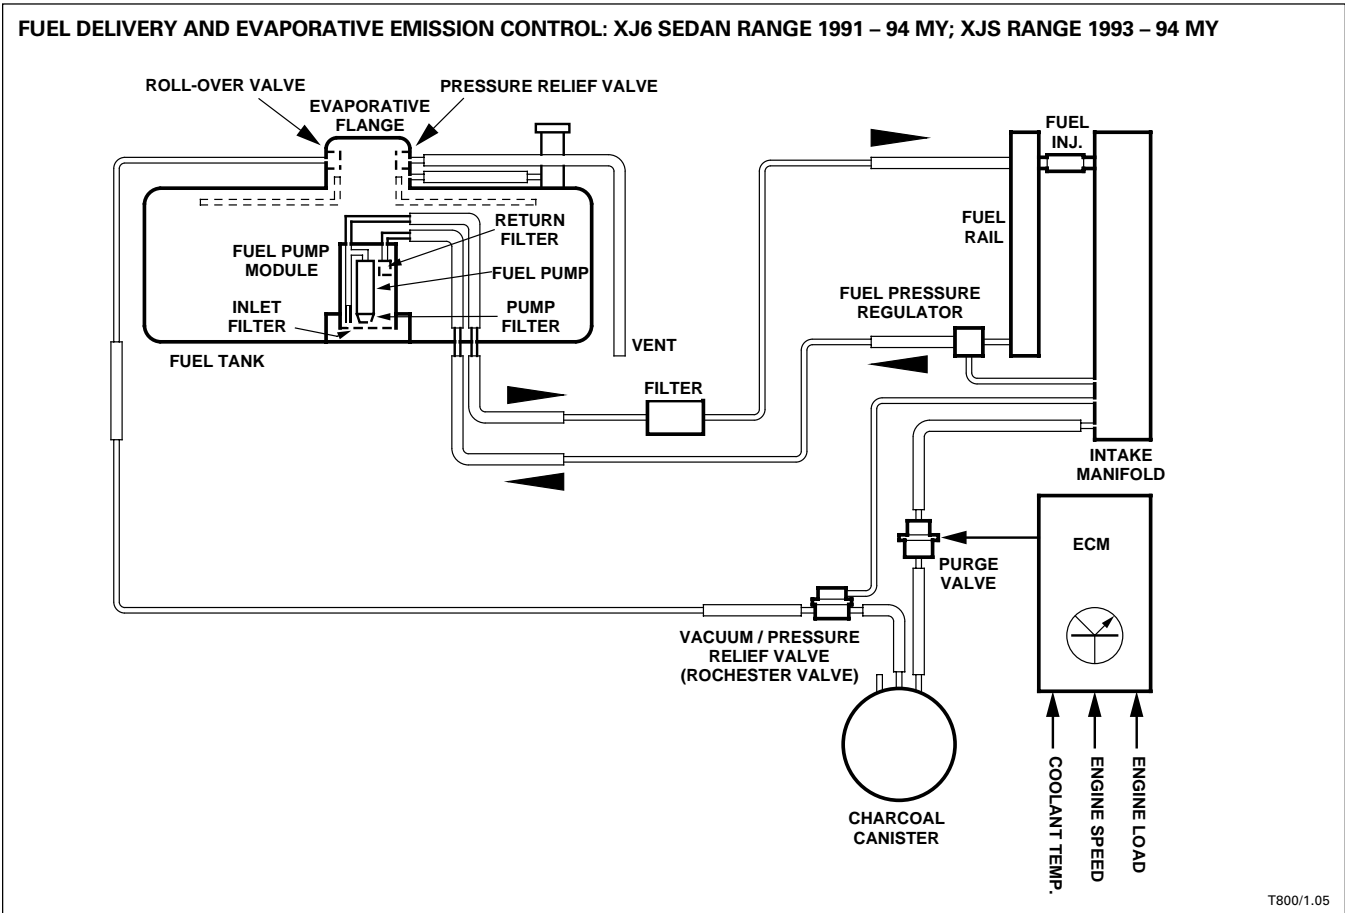 FUEL DELIVERY AND EVAPORATIVE EMISSION CONTROL: XJ6 SEDAN RANGE 1991 – 94 MY; XJS RANGE 1993 – 94 MY
ROLL-OVER VALVE
EVAPORATIVE
FLANGE
PRESSURE RELIEF VALVE
FUEL
INJ.
FUEL
RAIL
RETURN
FILTER
FUEL PUMP
MODULE
FUEL PUMP
INLET
FILTER
PUMP
FILTER
FUEL PRESSURE
REGULATOR
VENT
FUEL TANK
FILTER
INTAKE
MANIFOLD
ECM
PURGE
VALVE
VACUUM / PRESSURE
RELIEF VALVE
(ROCHESTER VALVE)
CHARCOAL
CANISTER
COOLANT TEMP.
ENGINE SPEED
ENGINE LOAD
T800/1.05